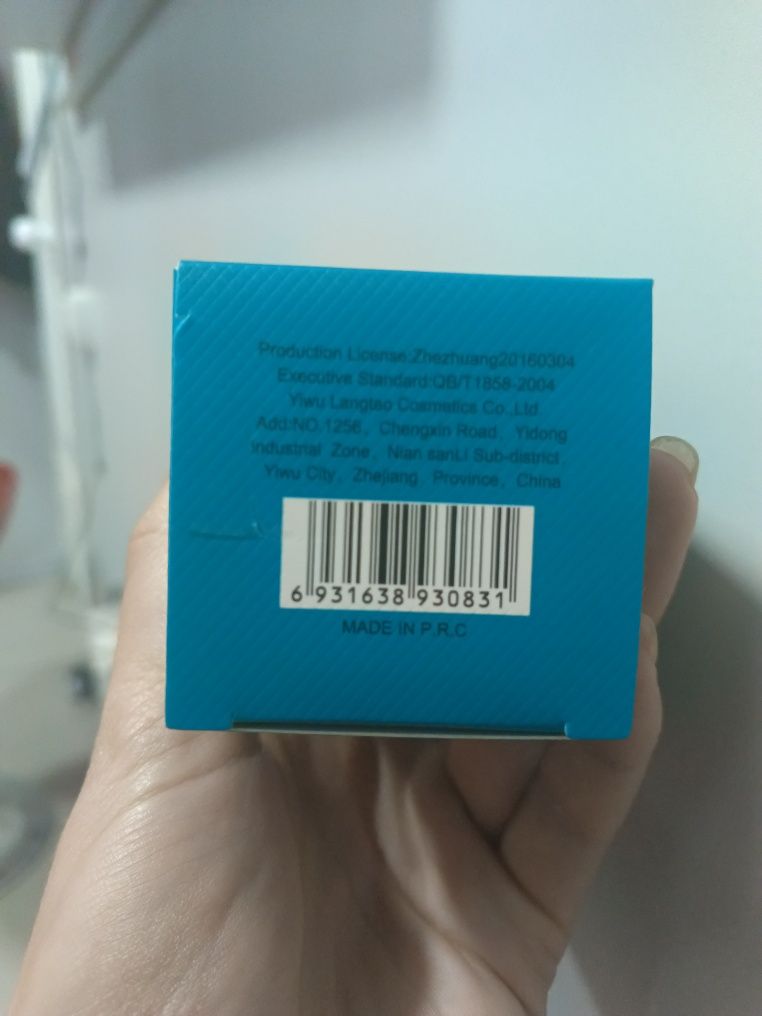 Production License:Zhezhuang20160304
Executive Standard:QB/T1858-2004
Yiwu Langtao Cosmetics Co.,Ltd.
Add:NO.1256, Chengxin Road, Yidong
Industrial Zone, Nian sanLi Sub-district,
Yiwu City, Zhejiang Province, China
6 931638 930831
MADE IN P.R.C